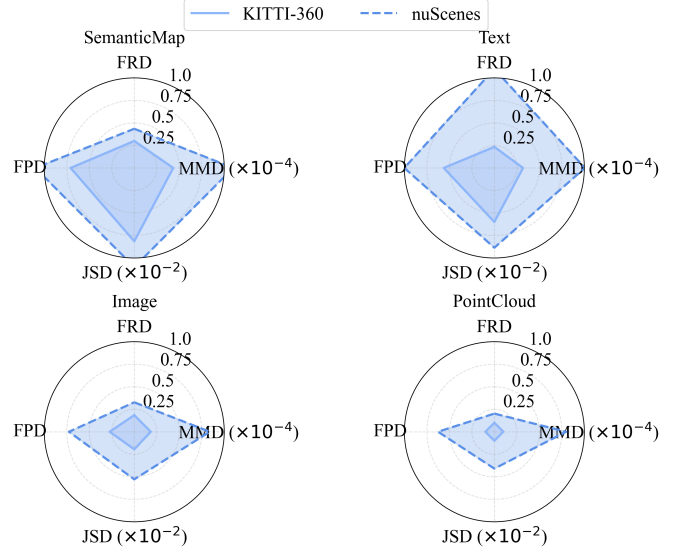 KITTI-360 nuScenes
SemanticMap Text
FRD FRD
1.0 1.0
0.75 0.75
0.5 0.5
0.25 0.25
FPD MMD (×10⁻⁴) FPD MMD (×10⁻⁴)
JSD (×10⁻²) JSD (×10⁻²)
Image PointCloud
FRD FRD
1.0 1.0
0.75 0.75
0.5 0.5
0.25 0.25
FPD MMD (×10⁻⁴) FPD MMD (×10⁻⁴)
JSD (×10⁻²) JSD (×10⁻²)